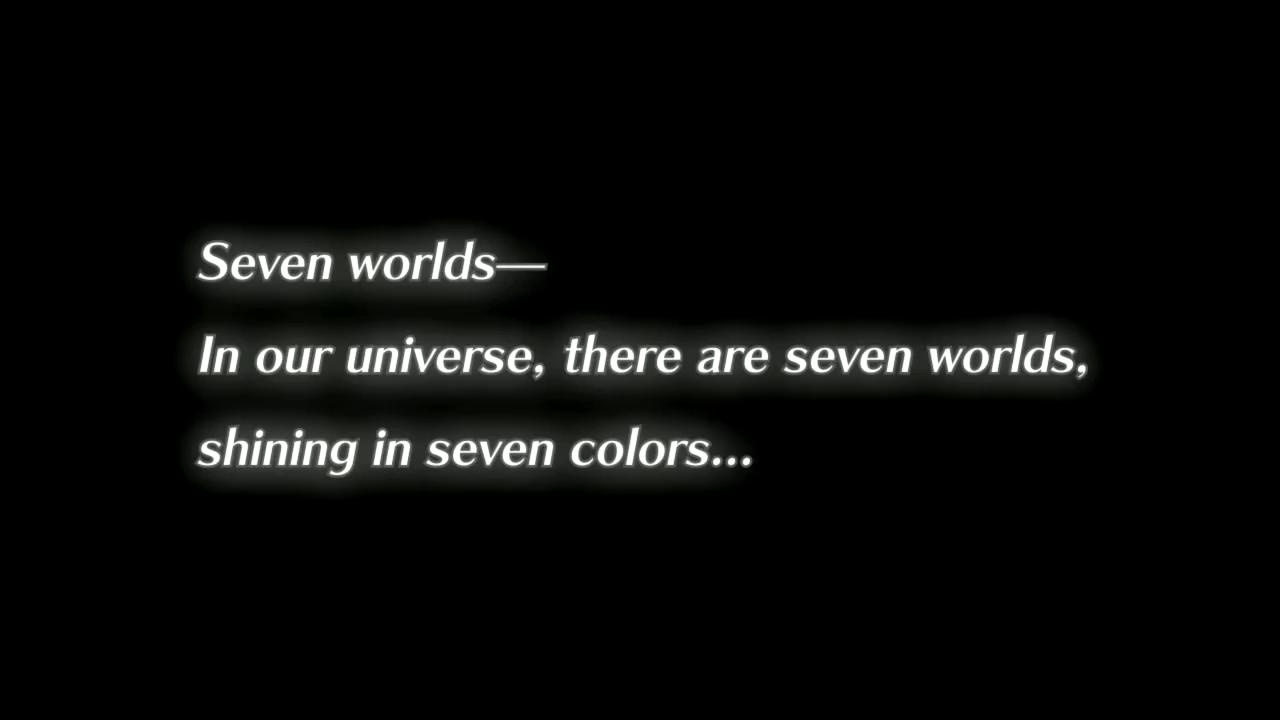 Seven worlds—
In our universe, there are seven worlds,
shining in seven colors...